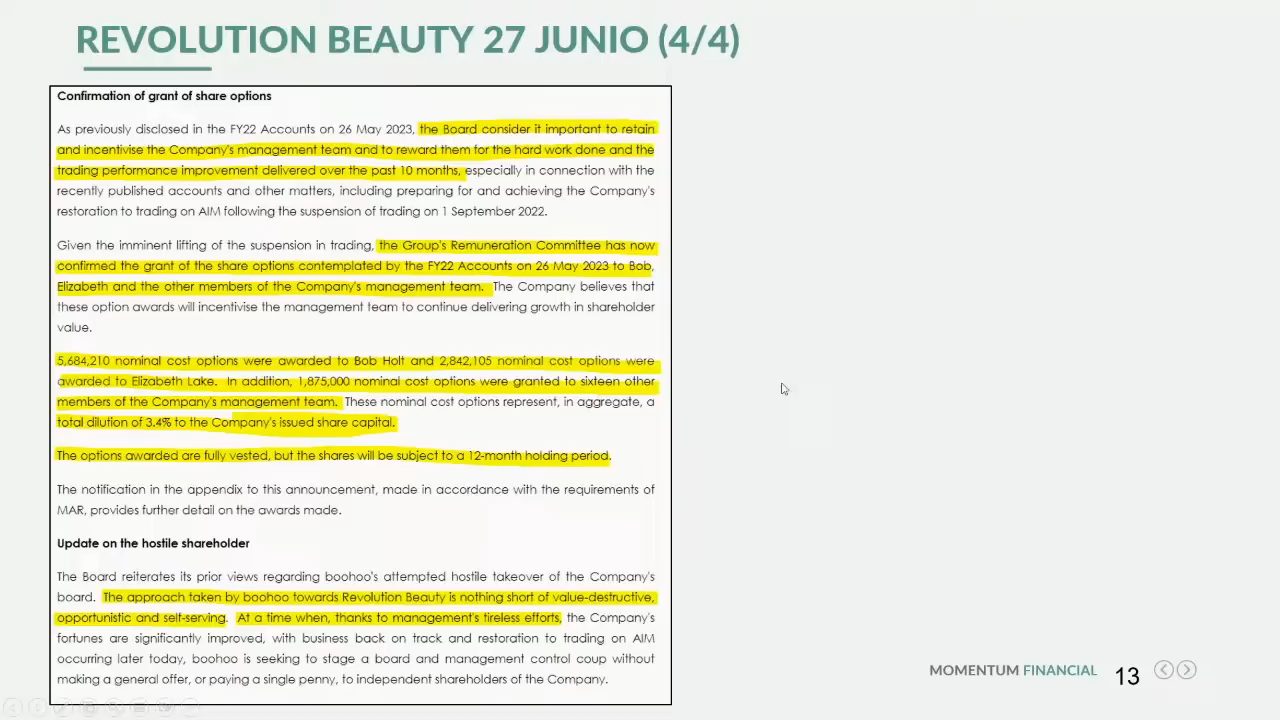 REVOLUTION BEAUTY 27 JUNIO (4/4)
Confirmation of grant of share options
As previously disclosed in the FY22 Accounts on 26 May 2023, the Board consider it important to retain
and incentivise the Company's management team and to reward them for the hard work done and the
trading performance improvement delivered over the past 10 months, especially in connection with the
recently published accounts and other matters, including preparing for and achieving the Company's
restoration to trading on AIM following the suspension of trading on 1 September 2022.
Given the imminent lifting of the suspension in trading, the Group's Remuneration Committee has now
confirmed the grant of the share options contemplated by the FY22 Accounts on 26 May 2023 to Bob,
Elizabeth and the other members of the Company's management team. The Company believes that
these option awards will incentivise the management team to continue delivering growth in shareholder
value.
5,684,210 nominal cost options were awarded to Bob Holt and 2,842,105 nominal cost options were
awarded to Elizabeth Lake. In addition, 1,875,000 nominal cost options were granted to sixteen other
members of the Company's management team. These nominal cost options represent, in aggregate, a
total dilution of 3.4% to the Company's issued share capital.
The options awarded are fully vested, but the shares will be subject to a 12-month holding period.
The notification in the appendix to this announcement, made in accordance with the requirements of
MAR, provides further detail on the awards made.
Update on the hostile shareholder
The Board reiterates its prior views regarding boohoo's attempted hostile takeover of the Company's
board. The approach taken by boohoo towards Revolution Beauty is nothing short of value-destructive,
opportunistic and self-serving. At a time when, thanks to management's tireless efforts, the Company's
fortunes are significantly improved, with business back on track and restoration to trading on AIM
occurring later today, boohoo is seeking to stage a board and management control coup without
making a general offer, or paying a single penny, to independent shareholders of the Company.
MOMENTUM FINANCIAL 13